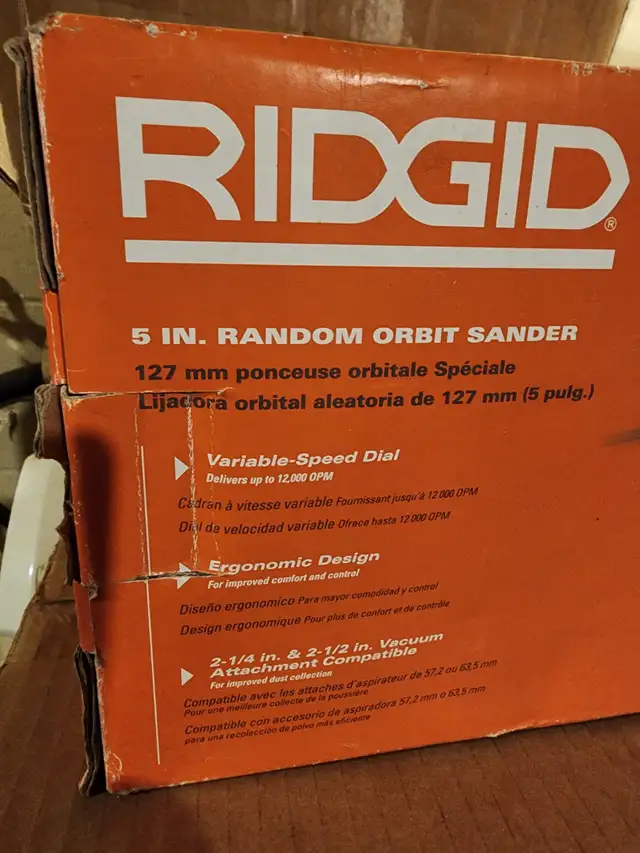 RIDGID®
5 IN. RANDOM ORBIT SANDER
127 mm ponceuse orbitale Spéciale
Lijadora orbital aleatoria de 127 mm (5 pulg.)
Variable-Speed Dial
Delivers up to 12,000 OPM
Cadran à vitesse variable Fournissant jusqu'à 12 000 OPM
Dial de velocidad variable Ofrece hasta 12 000 OPM
Ergonomic Design
For improved comfort and control
Diseño ergonomico Para mayor comodidad y control
Design ergonomique Pour plus de confort et de contrôle
2-1/4 in. & 2-1/2 in. Vacuum
Attachment Compatible
For improved dust collection
Compatible avec les attaches d'aspirateur de 57,2 ou 63,5 mm
Pour une meilleure collecte de la poussière
Compatible con accesorio de aspiradora 57,2 mm o 63,5 mm
para una recolección de polvo más eficiente